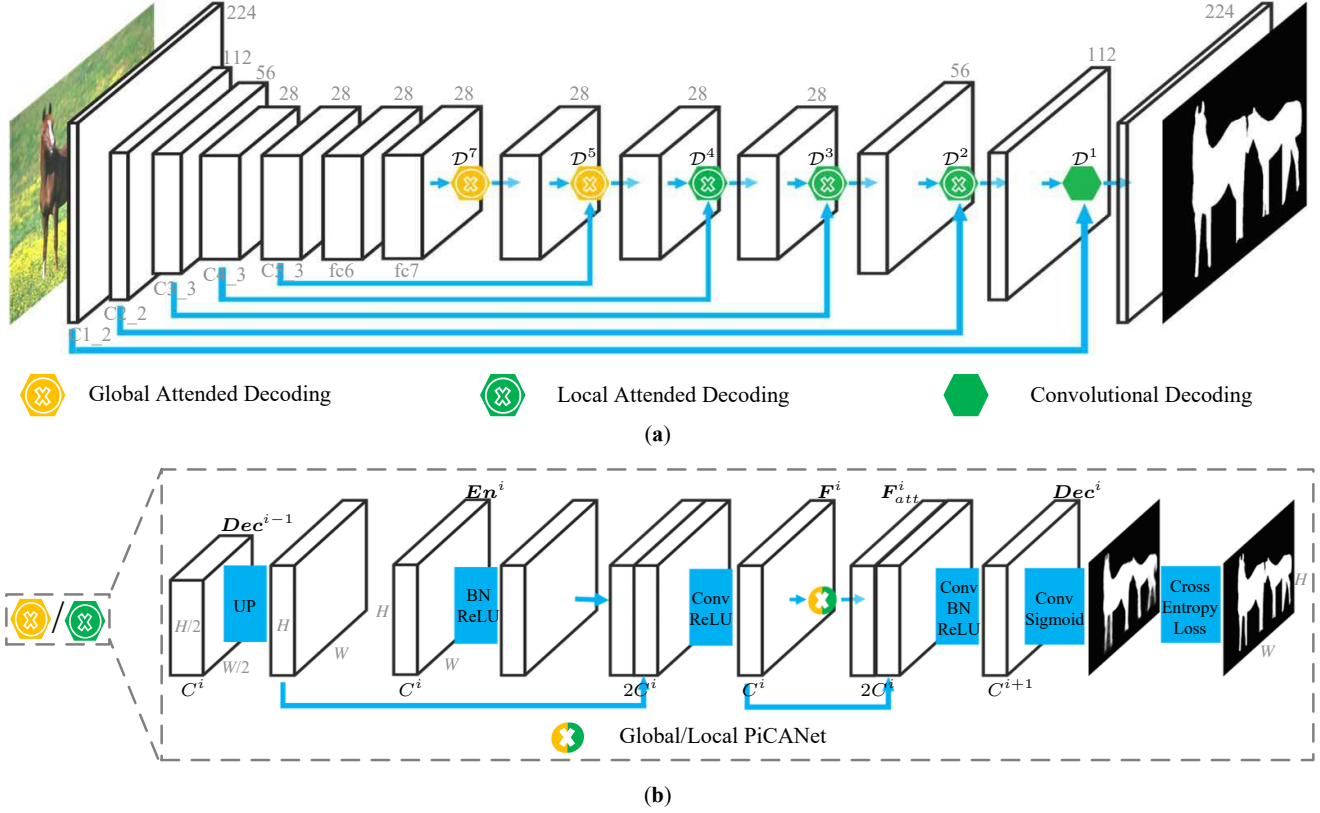 224
112
56
28
28
28
28
28
28
28
56
112
224
D⁷
D⁵
D⁴
D³
D²
D¹
C1_2
C2_2
C3_3
C4_3
C5_3
fc6
fc7
Global Attended Decoding
Local Attended Decoding
Convolutional Decoding
(a)
Dec^{i−1}
En^i
F^i
F^i_{att}
Dec^i
UP
BN
ReLU
Conv
ReLU
Conv
BN
ReLU
Conv
Sigmoid
Cross
Entropy
Loss
H/2
W/2
H
W
H
W
H
W
/
C^i
C^i
2C^i
C^i
2C^i
C^{i+1}
Global/Local PiCANet
(b)